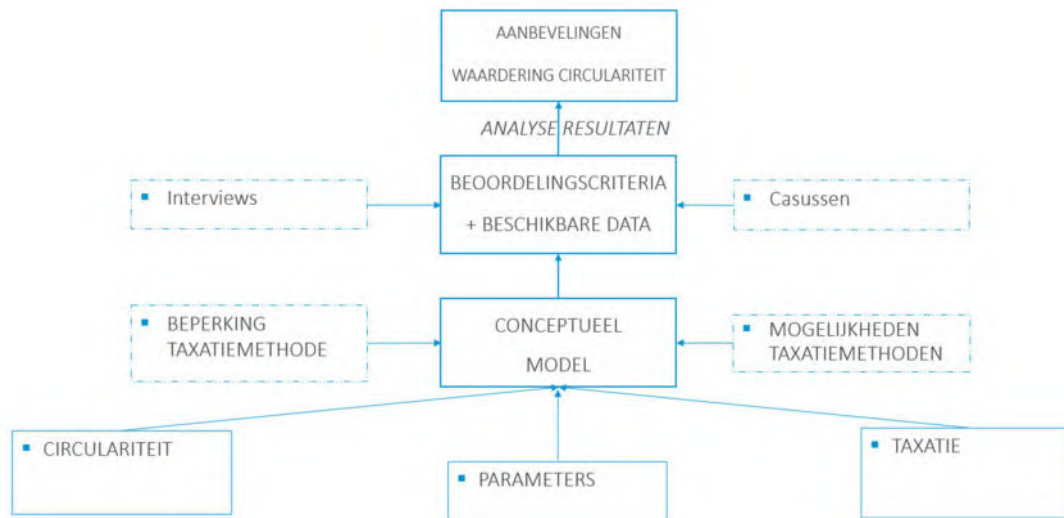 AANBEVELINGEN
WAARDERING CIRCULARITEIT
ANALYSE RESULTATEN
▪ Interviews
BEOORDELINGSCRITERIA
+ BESCHIKBARE DATA
▪ Casussen
▪ BEPERKING
TAXATIEMETHODE
CONCEPTUEEL
MODEL
▪ MOGELIJKHEDEN
TAXATIEMETHODEN
▪ CIRCULARITEIT
▪ PARAMETERS
▪ TAXATIE